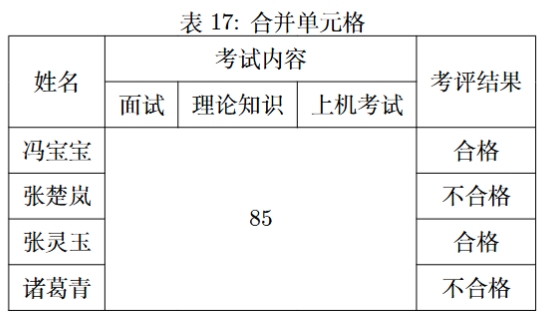 表 17: 合并单元格
姓名 考试内容 考评结果
面试 理论知识 上机考试
冯宝宝 合格
张楚岚 不合格
85
张灵玉 合格
诸葛青 不合格